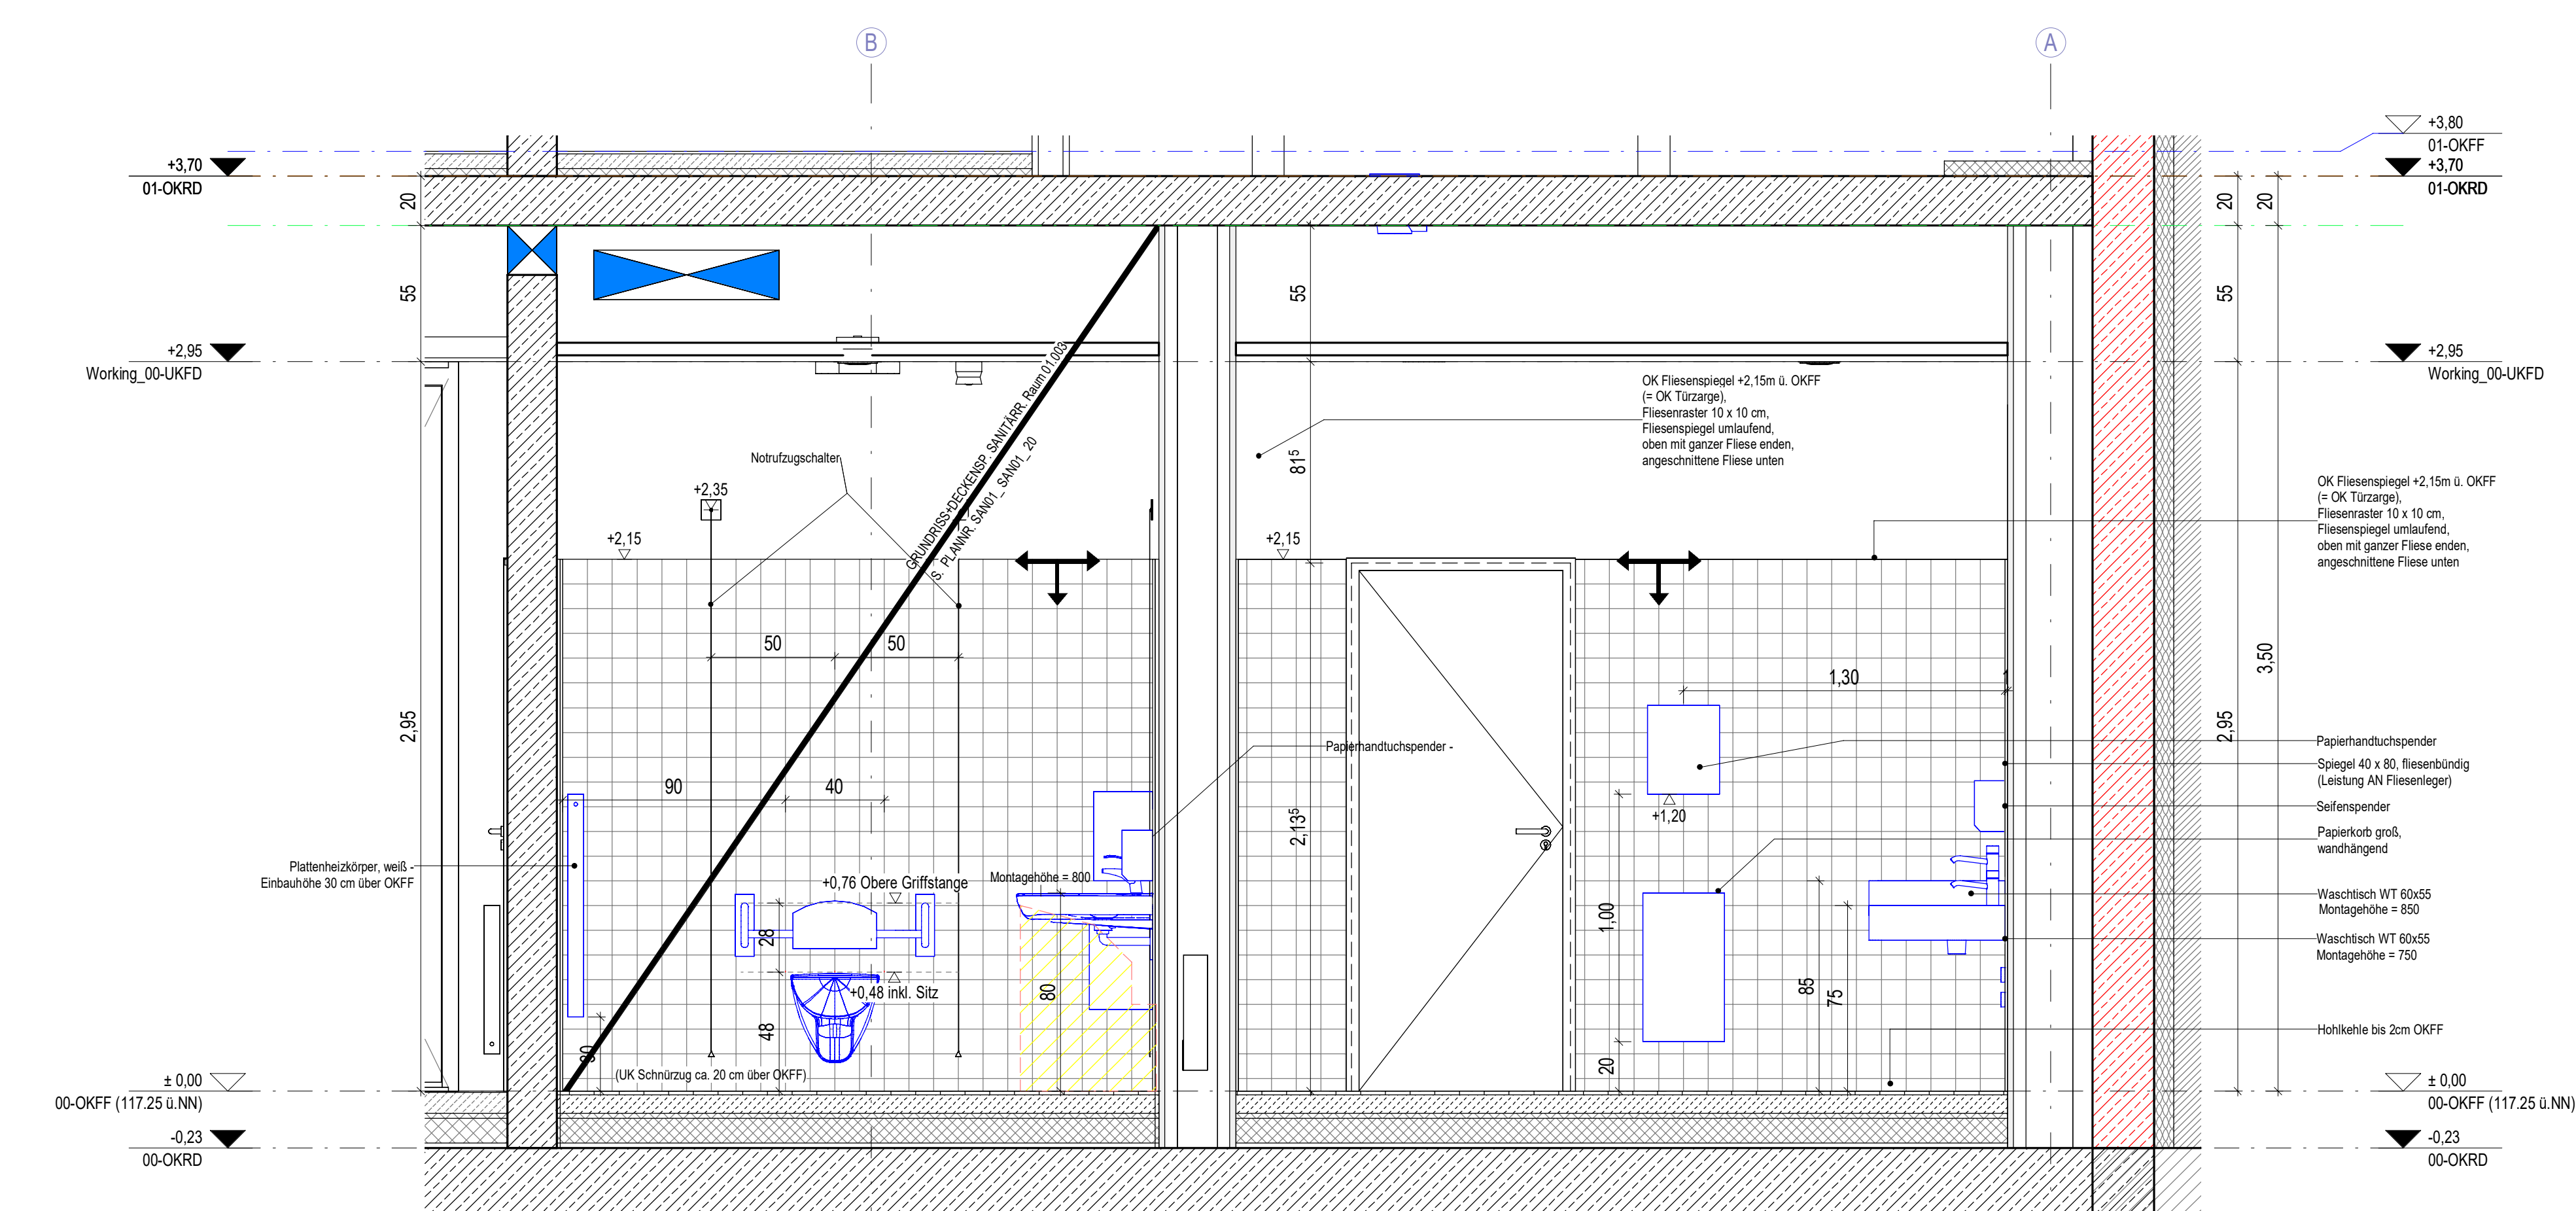 B
A
+3,70
01-OKRD
+3,80
01-OKFF
+3,70
01-OKRD
20
20
20
55
55
55
+2,95
Working_00-UKFD
+2,95
Working_00-UKFD
GRUNDRISS+DECKENSP. SANITÄRR. Raum 01.003
S. PLANNR. SAN01_ SAN01_ 20
OK Fliesenspiegel +2,15m ü. OKFF
(= OK Türzarge),
Fliesenraster 10 x 10 cm,
Fliesenspiegel umlaufend,
oben mit ganzer Fliese enden,
angeschnittene Fliese unten
Notrufzugschalter
81⁵
OK Fliesenspiegel +2,15m ü. OKFF
(= OK Türzarge),
Fliesenraster 10 x 10 cm,
Fliesenspiegel umlaufend,
oben mit ganzer Fliese enden,
angeschnittene Fliese unten
+2,35
+2,15
+2,15
50
50
1,30
1
3,50
2,95
2,95
Papierhandtuchspender -
Papierhandtuchspender
Spiegel 40 x 80, fliesenbündig
(Leistung AN Fliesenleger)
90
40
Seifenspender
+1,20
2,13⁵
Papierkorb groß,
wandhängend
Plattenheizkörper, weiß -
Einbauhöhe 30 cm über OKFF
+0,76 Obere Griffstange
Montagehöhe = 800
Waschtisch WT 60x55
Montagehöhe = 850
1,00
28
Waschtisch WT 60x55
Montagehöhe = 750
+0,48 inkl. Sitz
80
85
75
48
Hohlkehle bis 2cm OKFF
30
20
(UK Schnürzug ca. 20 cm über OKFF)
± 0,00
00-OKFF (117.25 ü.NN)
± 0,00
00-OKFF (117.25 ü.NN)
-0,23
00-OKRD
-0,23
00-OKRD